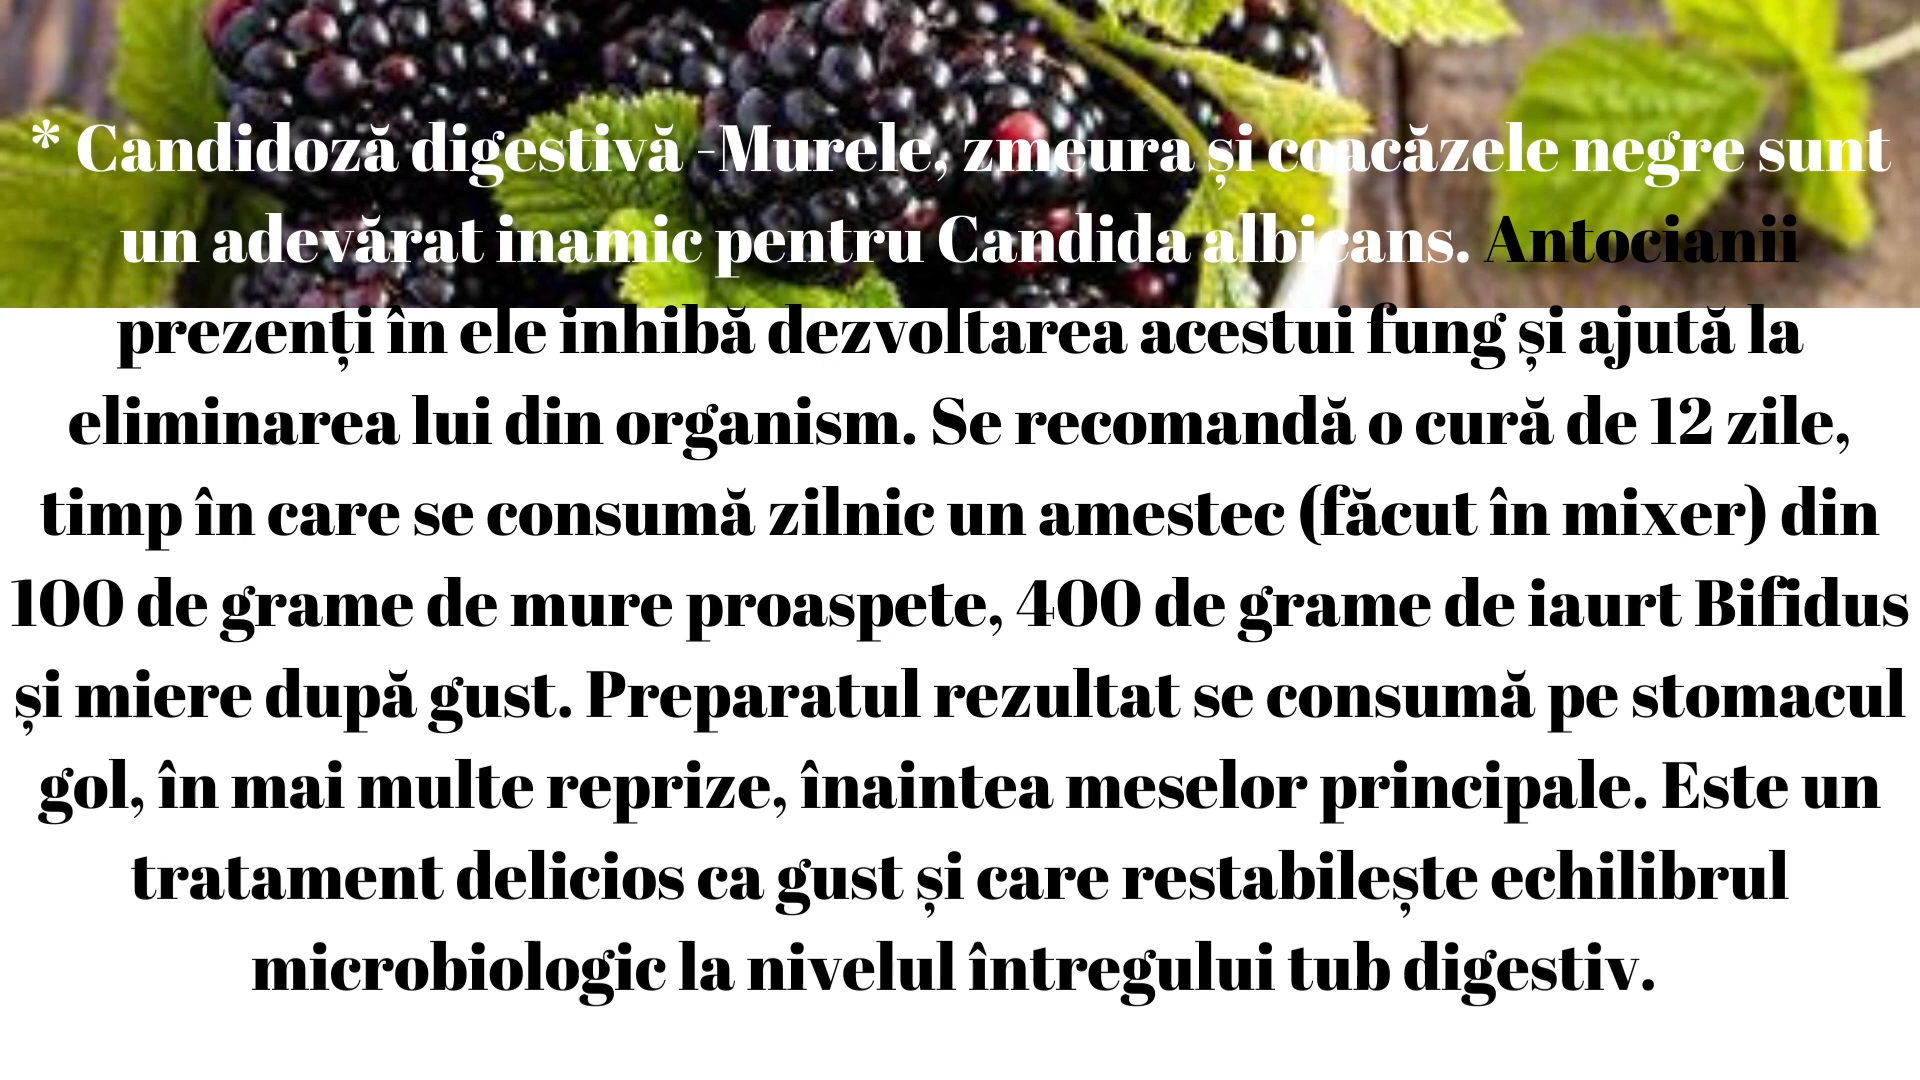 * Candidoză digestivă -Murele, zmeura și coacăzele negre sunt
un adevărat inamic pentru Candida albicans. Antocianii
prezenți în ele inhibă dezvoltarea acestui fung și ajută la
eliminarea lui din organism. Se recomandă o cură de 12 zile,
timp în care se consumă zilnic un amestec (făcut în mixer) din
100 de grame de mure proaspete, 400 de grame de iaurt Bifidus
și miere după gust. Preparatul rezultat se consumă pe stomacul
gol, în mai multe reprize, înaintea meselor principale. Este un
tratament delicios ca gust și care restabilește echilibrul
microbiologic la nivelul întregului tub digestiv.